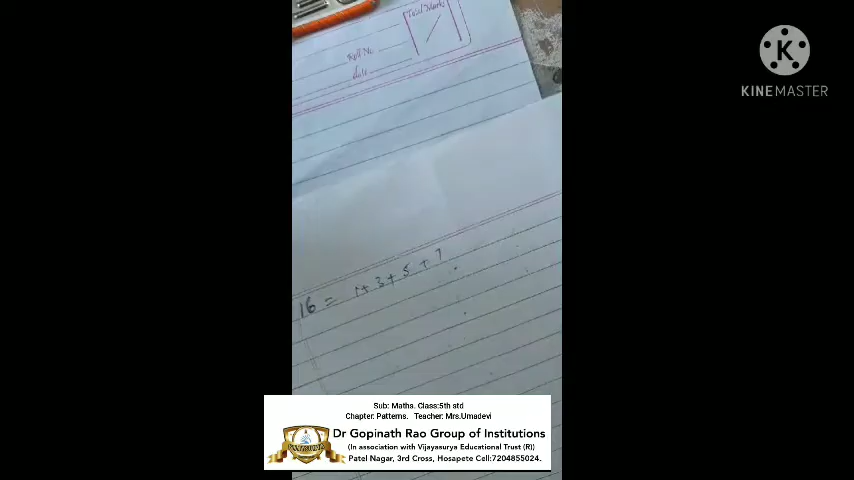 Total Marks
Roll No
date
KINEMASTER
16 = 1+3+5+7
Sub: Maths. Class:5th std
Chapter: Patterns. Teacher: Mrs.Umadevi
Dr Gopinath Rao Group of Institutions
(In association with Vijayasurya Educational Trust (R))
Patel Nagar, 3rd Cross, Hosapete Cell:7204855024.